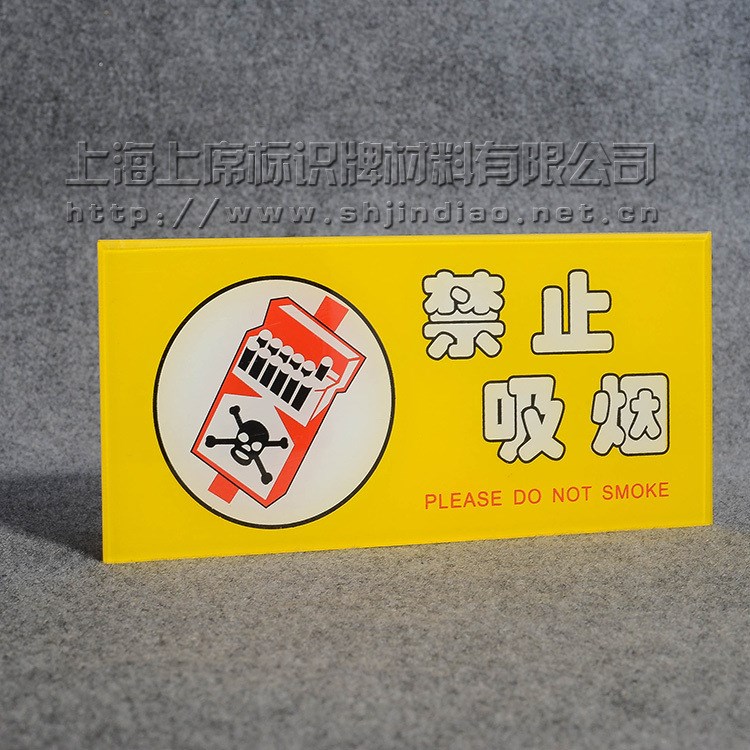 上海上席标识牌材料有限公司
http://www.shjindiao.net.cn
禁止
吸烟
PLEASE DO NOT SMOKE